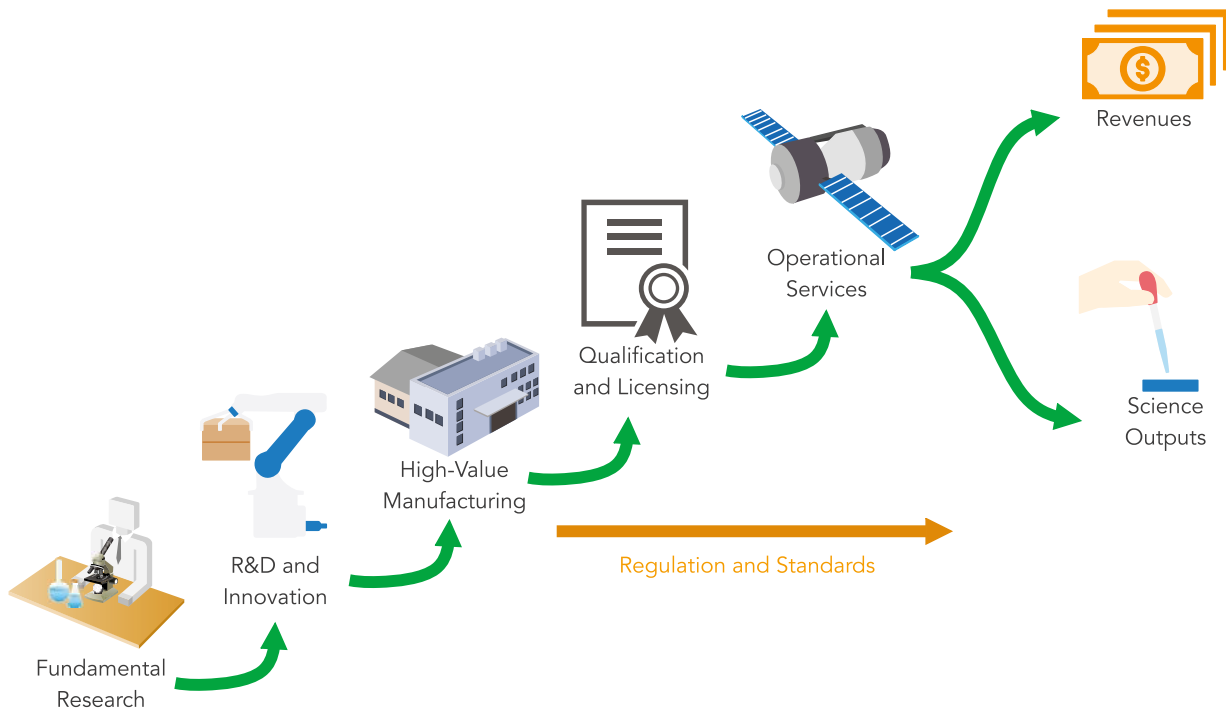 Fundamental
Research
R&D and
Innovation
High-Value
Manufacturing
Qualification
and Licensing
Operational
Services
$
Revenues
Science
Outputs
Regulation and Standards